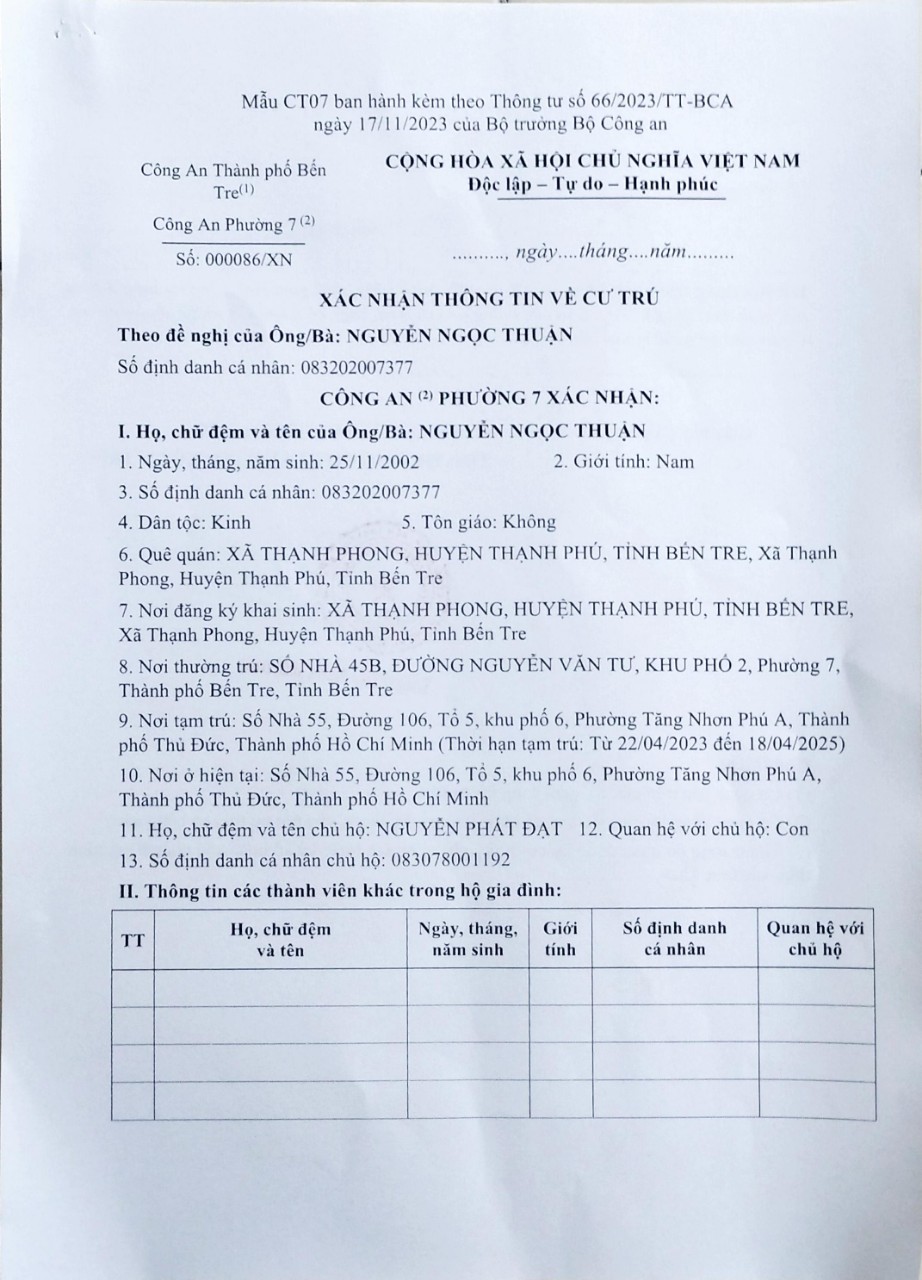 Mẫu CT07 ban hành kèm theo Thông tư số 66/2023/TT-BCA
ngày 17/11/2023 của Bộ trưởng Bộ Công an
Công An Thành phố Bến
Tre(1)
Công An Phường 7 (2)
Số: 000086/XN
CỘNG HÒA XÃ HỘI CHỦ NGHĨA VIỆT NAM
Độc lập – Tự do – Hạnh phúc
.........., ngày....tháng....năm.........
XÁC NHẬN THÔNG TIN VỀ CƯ TRÚ
Theo đề nghị của Ông/Bà: NGUYỄN NGỌC THUẬN
Số định danh cá nhân: 083202007377
CÔNG AN (2) PHƯỜNG 7 XÁC NHẬN:
I. Họ, chữ đệm và tên của Ông/Bà: NGUYỄN NGỌC THUẬN
1. Ngày, tháng, năm sinh: 25/11/2002 2. Giới tính: Nam
3. Số định danh cá nhân: 083202007377
4. Dân tộc: Kinh 5. Tôn giáo: Không
6. Quê quán: XÃ THẠNH PHONG, HUYỆN THẠNH PHÚ, TỈNH BẾN TRE, Xã Thạnh
Phong, Huyện Thạnh Phú, Tỉnh Bến Tre
7. Nơi đăng ký khai sinh: XÃ THẠNH PHONG, HUYỆN THẠNH PHÚ, TỈNH BẾN TRE,
Xã Thạnh Phong, Huyện Thạnh Phú, Tỉnh Bến Tre
8. Nơi thường trú: SỐ NHÀ 45B, ĐƯỜNG NGUYỄN VĂN TƯ, KHU PHỐ 2, Phường 7,
Thành phố Bến Tre, Tỉnh Bến Tre
9. Nơi tạm trú: Số Nhà 55, Đường 106, Tổ 5, khu phố 6, Phường Tăng Nhơn Phú A, Thành
phố Thủ Đức, Thành phố Hồ Chí Minh (Thời hạn tạm trú: Từ 22/04/2023 đến 18/04/2025)
10. Nơi ở hiện tại: Số Nhà 55, Đường 106, Tổ 5, khu phố 6, Phường Tăng Nhơn Phú A,
Thành phố Thủ Đức, Thành phố Hồ Chí Minh
11. Họ, chữ đệm và tên chủ hộ: NGUYỄN PHÁT ĐẠT 12. Quan hệ với chủ hộ: Con
13. Số định danh cá nhân chủ hộ: 083078001192
II. Thông tin các thành viên khác trong hộ gia đình:
TT
Họ, chữ đệm
và tên
Ngày, tháng,
năm sinh
Giới
tính
Số định danh
cá nhân
Quan hệ với
chủ hộ